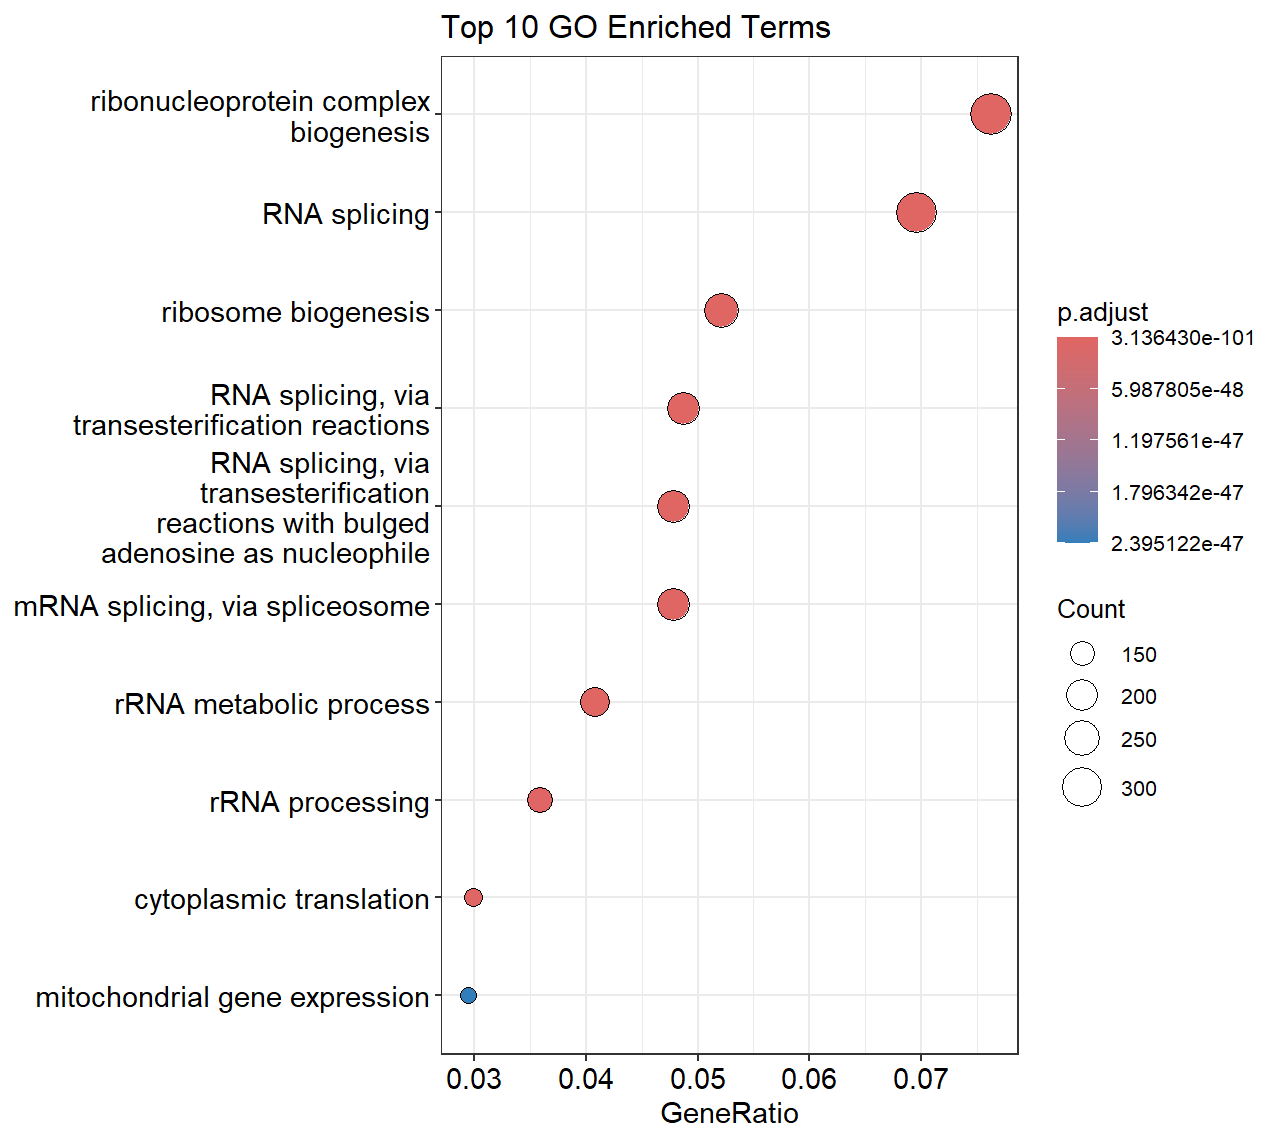 Top 10 GO Enriched Terms
ribonucleoprotein complex
biogenesis
RNA splicing
ribosome biogenesis
RNA splicing, via
transesterification reactions
RNA splicing, via
transesterification
reactions with bulged
adenosine as nucleophile
mRNA splicing, via spliceosome
rRNA metabolic process
rRNA processing
cytoplasmic translation
mitochondrial gene expression
0.03 0.04 0.05 0.06 0.07
GeneRatio
p.adjust
3.136430e-101
5.987805e-48
1.197561e-47
1.796342e-47
2.395122e-47
Count
150
200
250
300